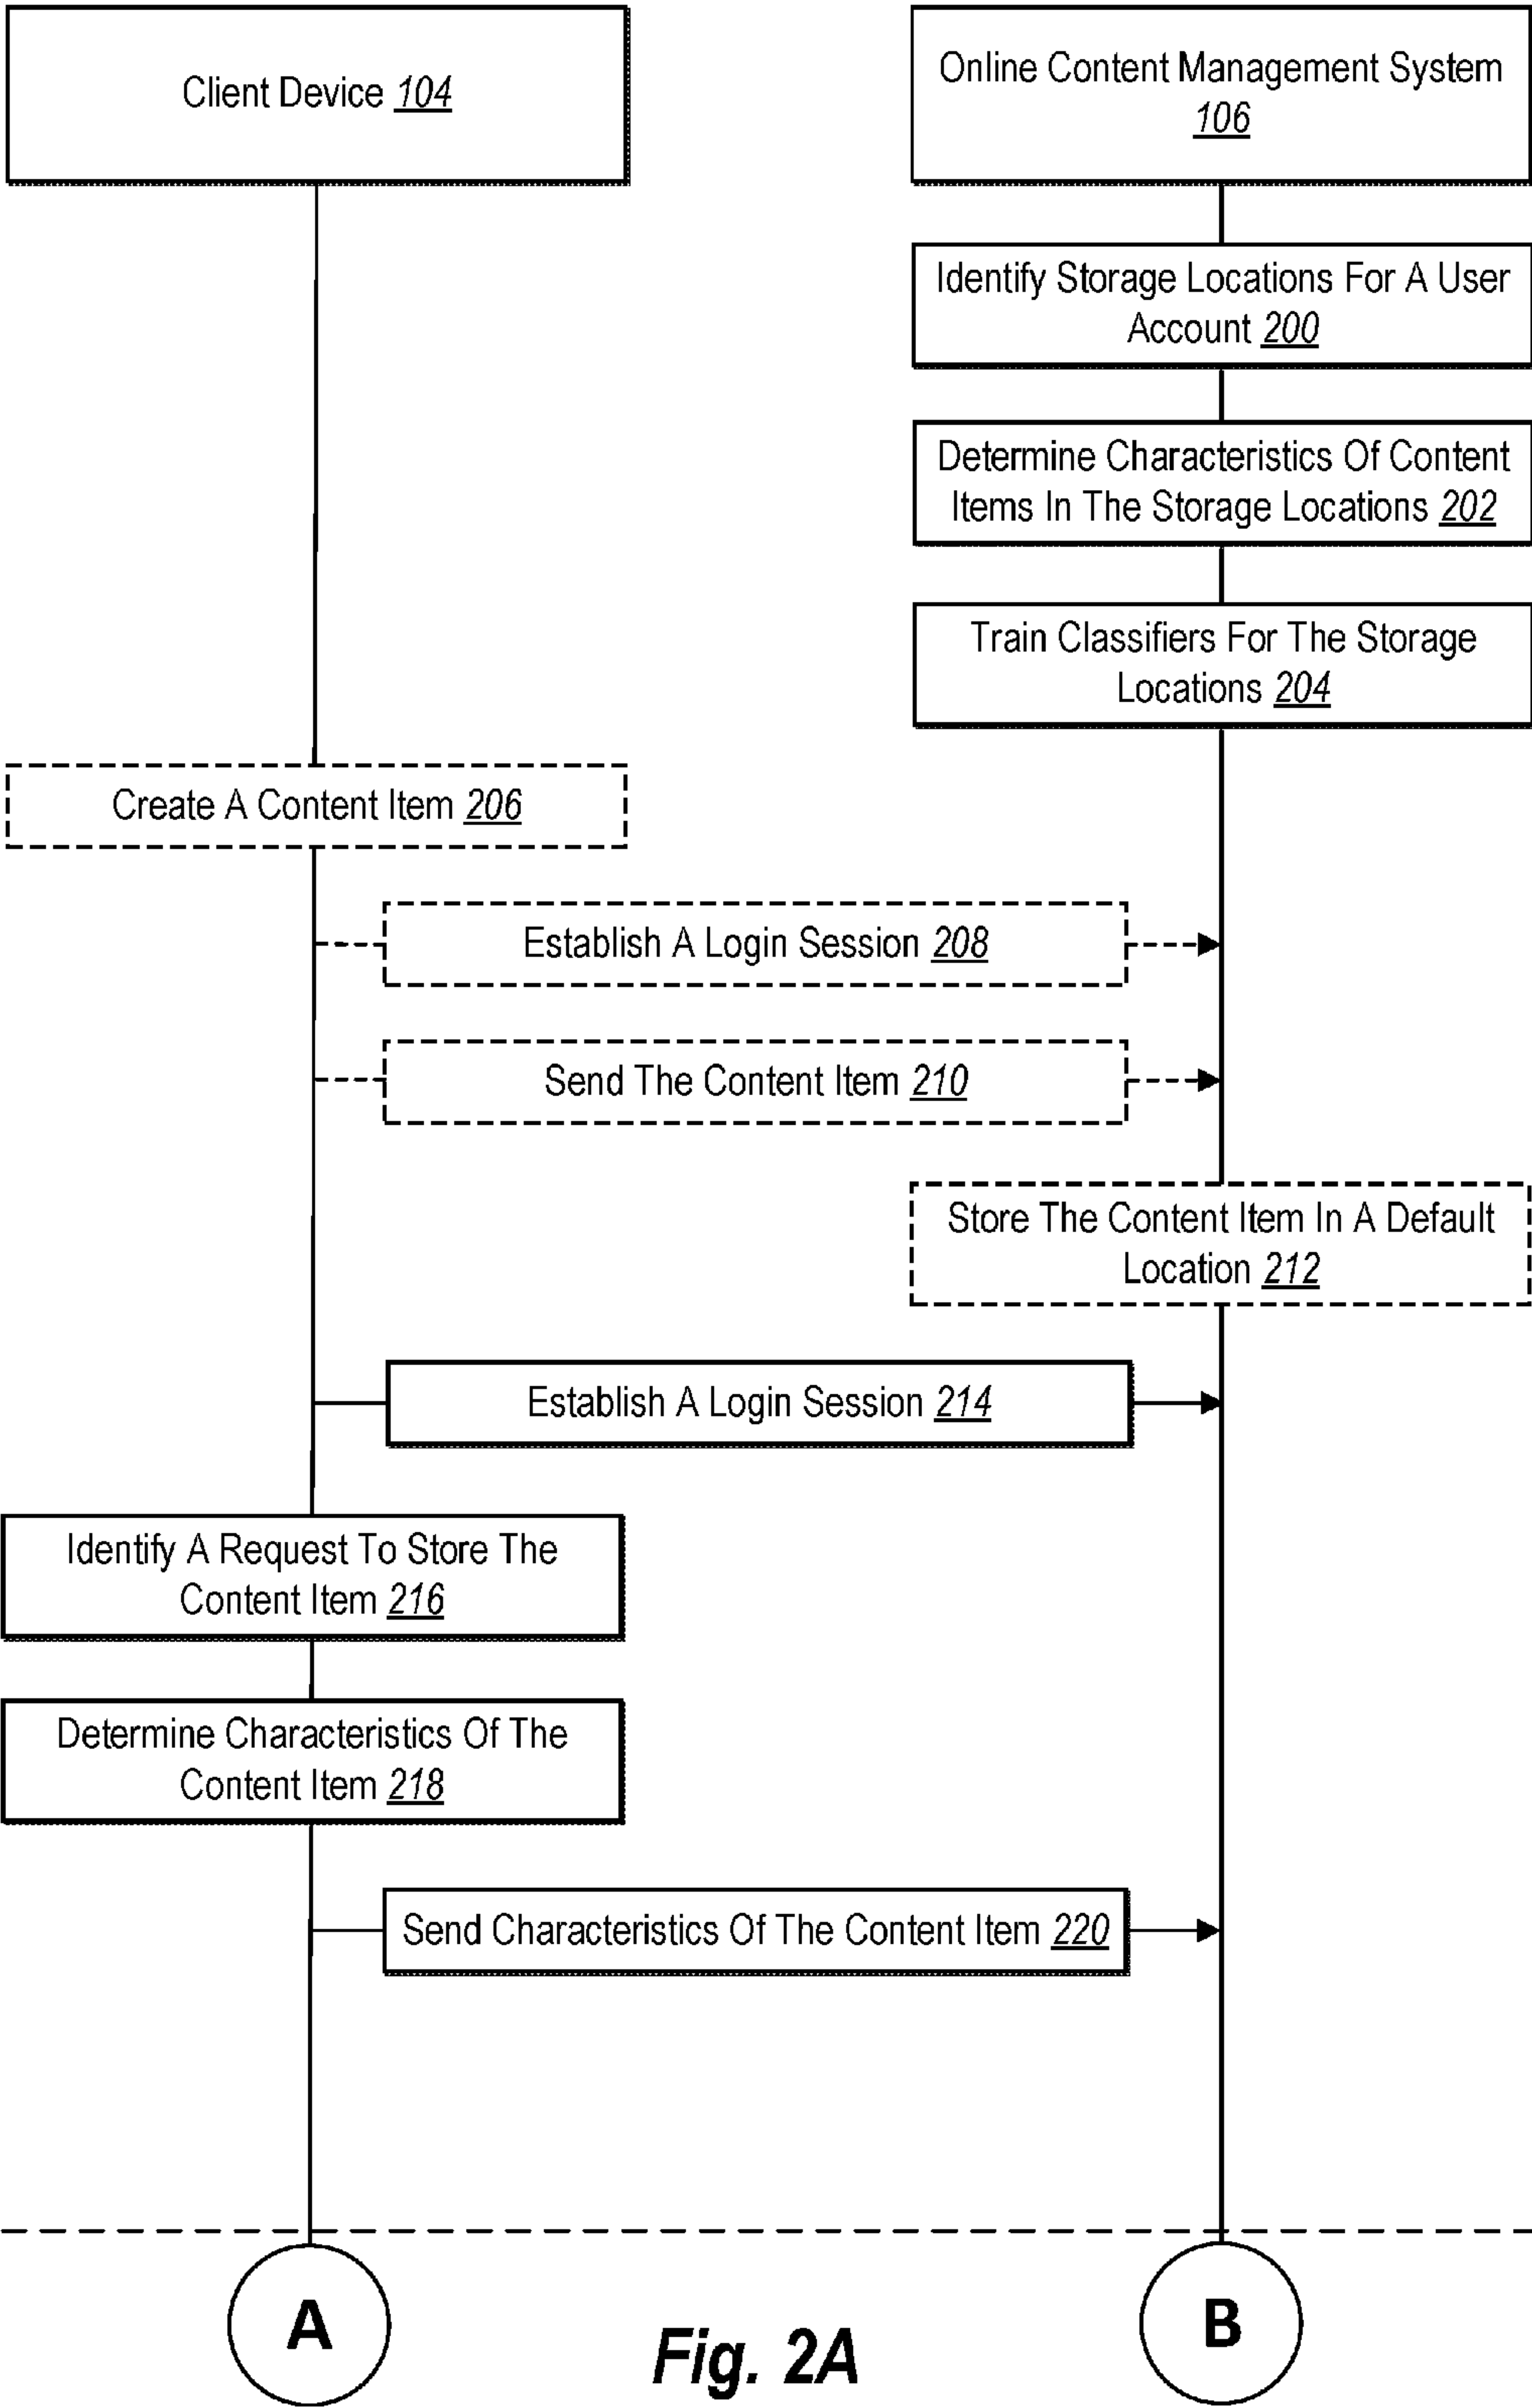 Client Device 104
Online Content Management System
106
Identify Storage Locations For A User
Account 200
Determine Characteristics Of Content
Items In The Storage Locations 202
Train Classifiers For The Storage
Locations 204
Create A Content Item 206
Establish A Login Session 208
Send The Content Item 210
Store The Content Item In A Default
Location 212
Establish A Login Session 214
Identify A Request To Store The
Content Item 216
Determine Characteristics Of The
Content Item 218
Send Characteristics Of The Content Item 220
A
B
Fig. 2A